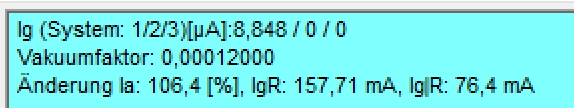 Ig (System: 1/2/3)[µA]:8,848 / 0 / 0
Vakuumfaktor: 0,00012000
Änderung Ia: 106,4 [%], IgR: 157,71 mA, Ig|R: 76,4 mA